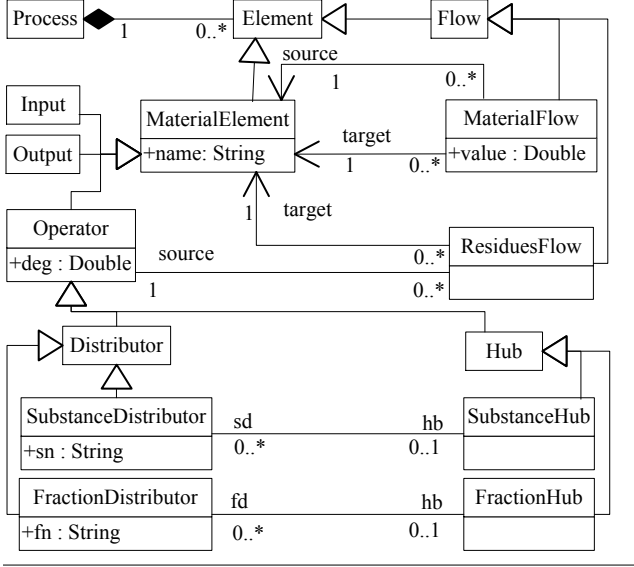 Process Element Flow
1 0..*
source
Input 1 0..*
MaterialElement MaterialFlow
Output +name: String target +value : Double
1 0..*
1 target
Operator ResiduesFlow
+deg : Double source 0..*
1 0..*
Distributor Hub
SubstanceDistributor sd hb SubstanceHub
+sn : String 0..* 0..1
FractionDistributor fd hb FractionHub
+fn : String 0..* 0..1